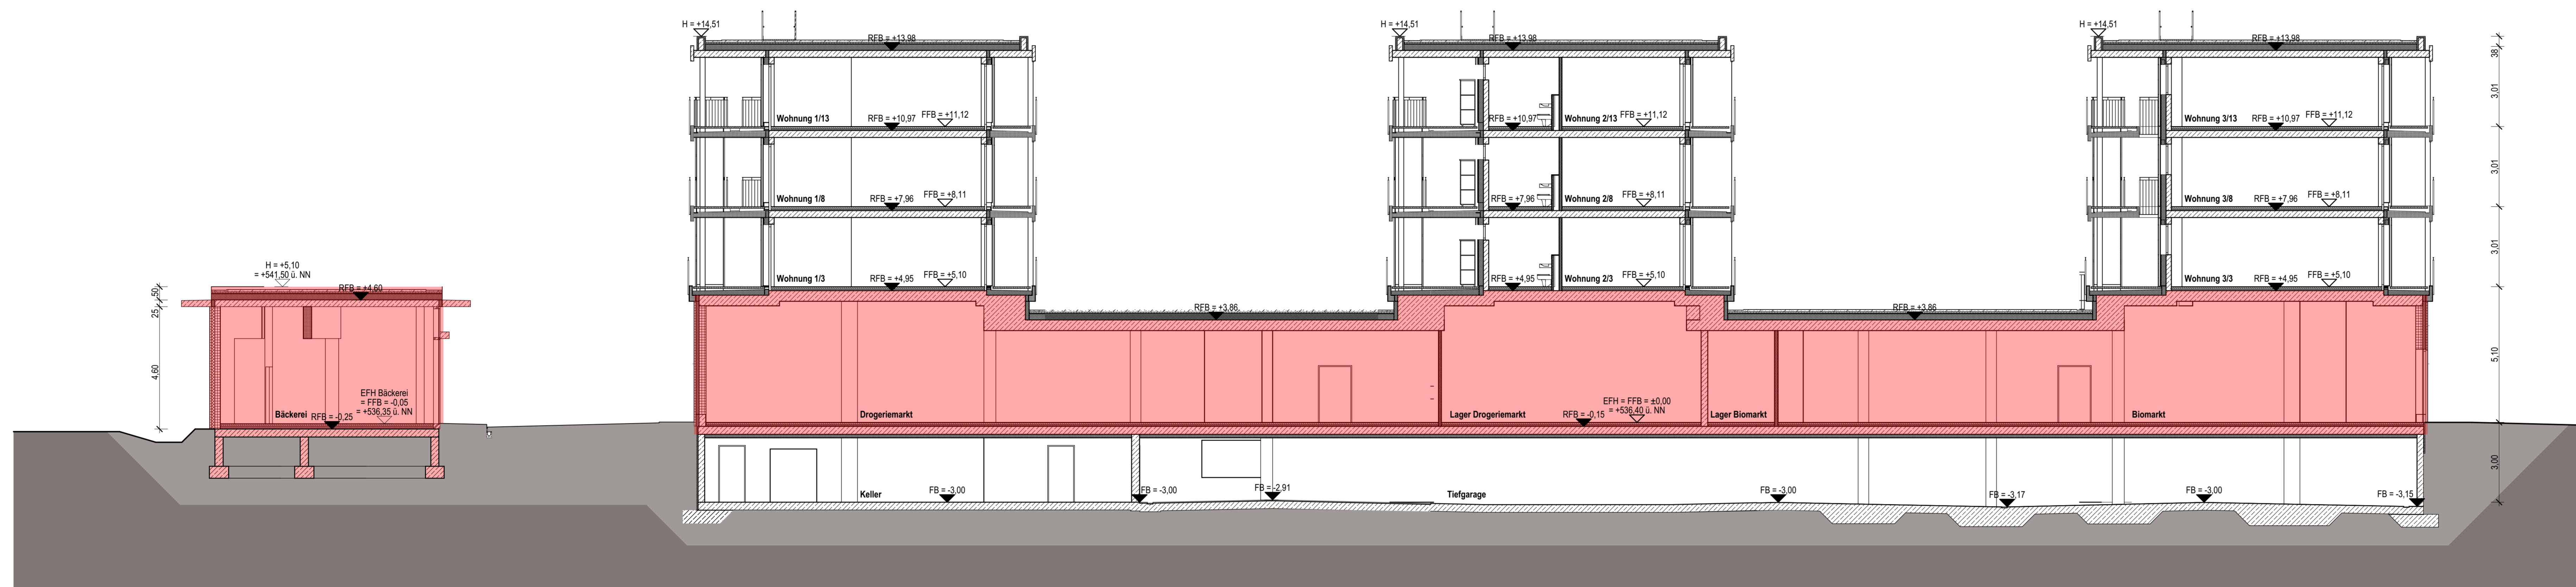 H = +14,51
RFB = +13,98
H = +14,51
RFB = +13,98
H = +14,51
RFB = +13,98
38
Wohnung 1/13
RFB = +10,97
FFB = +11,12
RFB = +10,97
Wohnung 2/13
FFB = +11,12
Wohnung 3/13
RFB = +10,97
FFB = +11,12
3,01
Wohnung 1/8
RFB = +7,96
FFB = +8,11
RFB = +7,96
Wohnung 2/8
FFB = +8,11
Wohnung 3/8
RFB = +7,96
FFB = +8,11
3,01
Wohnung 1/3
RFB = +4,95
FFB = +5,10
RFB = +4,95
Wohnung 2/3
FFB = +5,10
Wohnung 3/3
RFB = +4,95
FFB = +5,10
3,01
H = +5,10
= +541,50 ü. NN
RFB = +4,60
50
25
4,60
RFB = +3,86
RFB = +3,86
5,10
EFH Bäckerei
= FFB = -0,05
= +536,35 ü. NN
Bäckerei
RFB = -0,25
Drogeriemarkt
Lager Drogeriemarkt
RFB = -0,15
EFH = FFB = ±0,00
= +536,40 ü. NN
Lager Biomarkt
Biomarkt
3,00
Keller
FB = -3,00
FB = -3,00
FB = -2,91
Tiefgarage
FB = -3,00
FB = -3,17
FB = -3,00
FB = -3,15